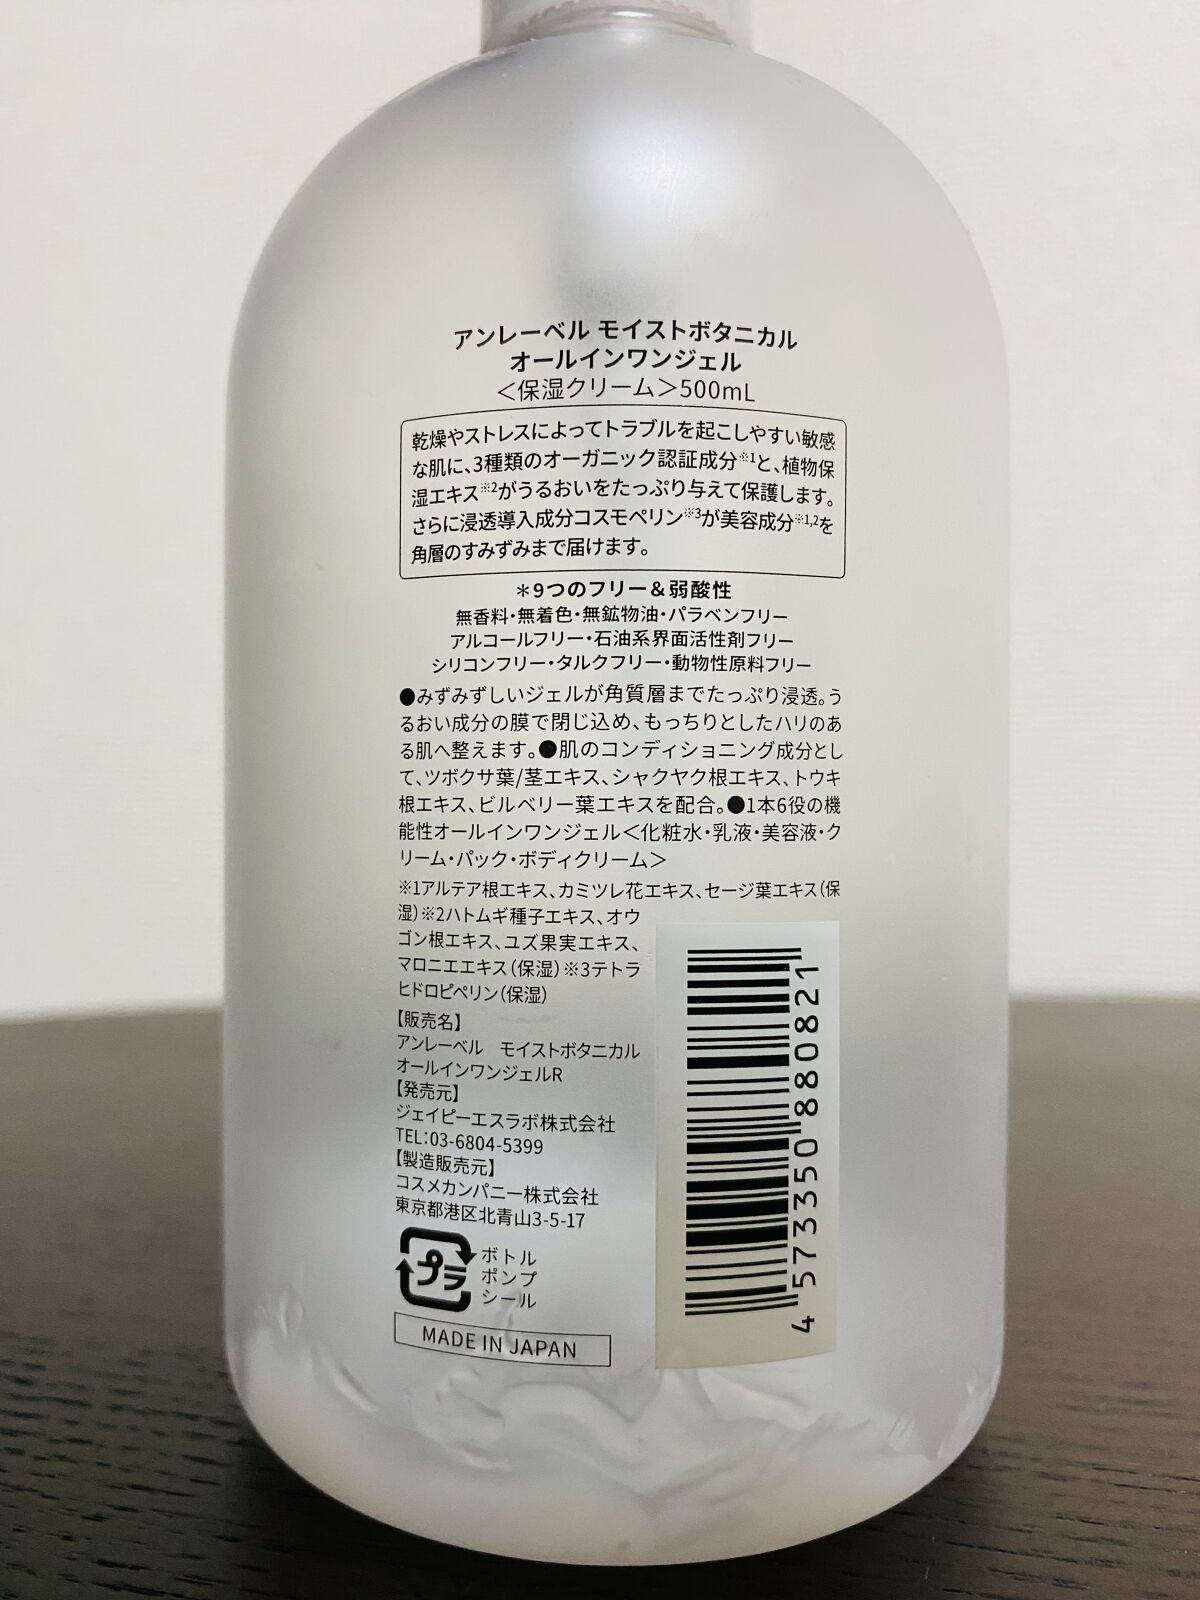 アンレーベル モイストボタニカル
オールインワンジェル
＜保湿クリーム＞500mL
乾燥やストレスによってトラブルを起こしやすい敏感
な肌に、3種類のオーガニック認証成分※1と、植物保
湿エキス※2がうるおいをたっぷり与えて保護します。
さらに浸透導入成分コスモペリン※3が美容成分※1,2を
角層のすみずみまで届けます。
＊9つのフリー＆弱酸性
無香料・無着色・無鉱物油・パラベンフリー
アルコールフリー・石油系界面活性剤フリー
シリコンフリー・タルクフリー・動物性原料フリー
●みずみずしいジェルが角質層までたっぷり浸透。う
るおい成分の膜で閉じ込め、もっちりとしたハリのあ
る肌へ整えます。●肌のコンディショニング成分とし
て、ツボクサ葉/茎エキス、シャクヤク根エキス、トウキ
根エキス、ビルベリー葉エキスを配合。●1本6役の機
能性オールインワンジェル＜化粧水・乳液・美容液・ク
リーム・パック・ボディクリーム＞
※1アルテア根エキス、カミツレ花エキス、セージ葉エキス（保
湿）※2ハトムギ種子エキス、オウ
ゴン根エキス、ユズ果実エキス、
マロニエエキス（保湿）※3テトラ
ヒドロピペリン（保湿）
【販売名】
アンレーベル　モイストボタニカル
オールインワンジェルR
【発売元】
ジェイピーエスラボ株式会社
TEL：03-6804-5399
【製造販売元】
コスメカンパニー株式会社
東京都港区北青山3-5-17
プラ
ボトル
ポンプ
シール
MADE IN JAPAN
4 573350 880821